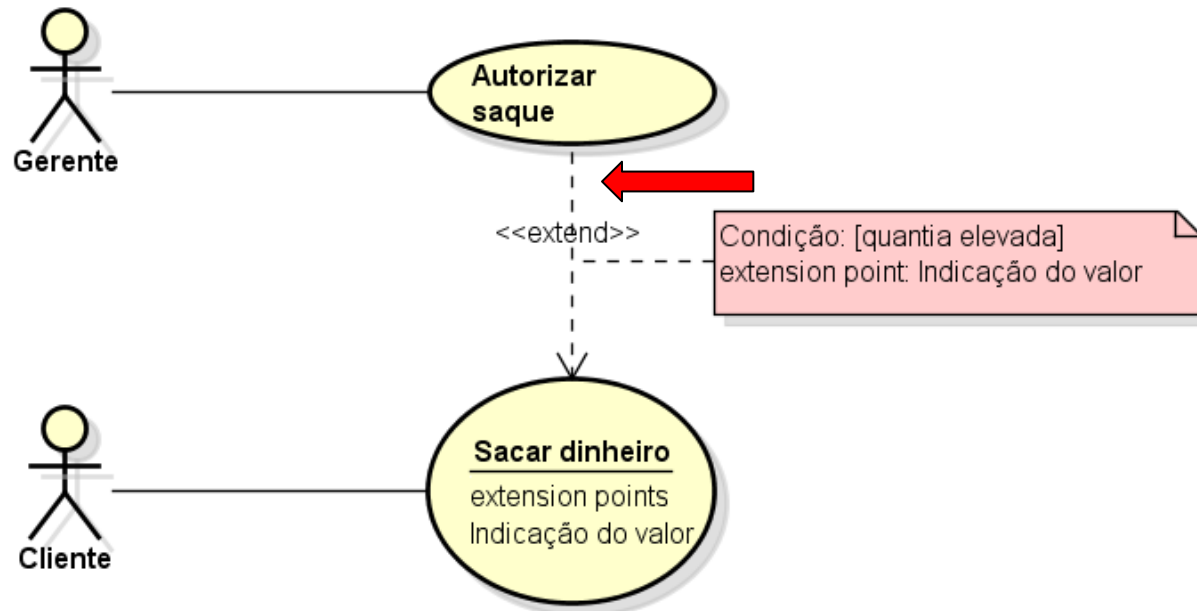 Autorizar
saque
Gerente
<<extend>>
Condição: [quantia elevada]
extension point: Indicação do valor
Sacar dinheiro
extension points
Indicação do valor
Cliente